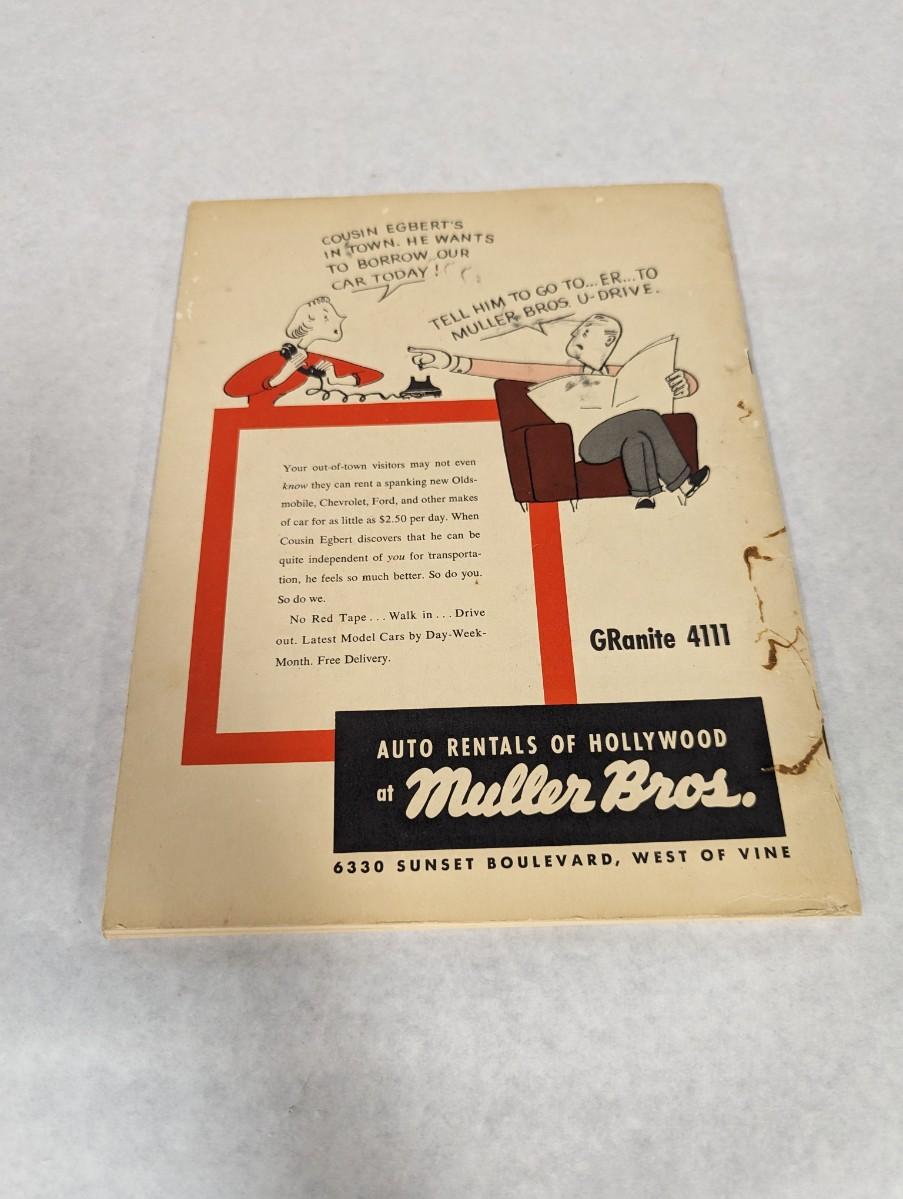 COUSIN EGBERT'S
IN TOWN. HE WANTS
TO BORROW OUR
CAR TODAY!
TELL HIM TO GO TO...ER...TO
MULLER BROS. U-DRIVE.
Your out-of-town visitors may not even
know they can rent a spanking new Olds-
mobile, Chevrolet, Ford, and other makes
of car for as little as $2.50 per day. When
Cousin Egbert discovers that he can be
quite independent of you for transporta-
tion, he feels so much better. So do you.
So do we.
No Red Tape... Walk in... Drive
out. Latest Model Cars by Day-Week-
Month. Free Delivery.
GRanite 4111
AUTO RENTALS OF HOLLYWOOD
at Muller Bros.
6330 SUNSET BOULEVARD, WEST OF VINE